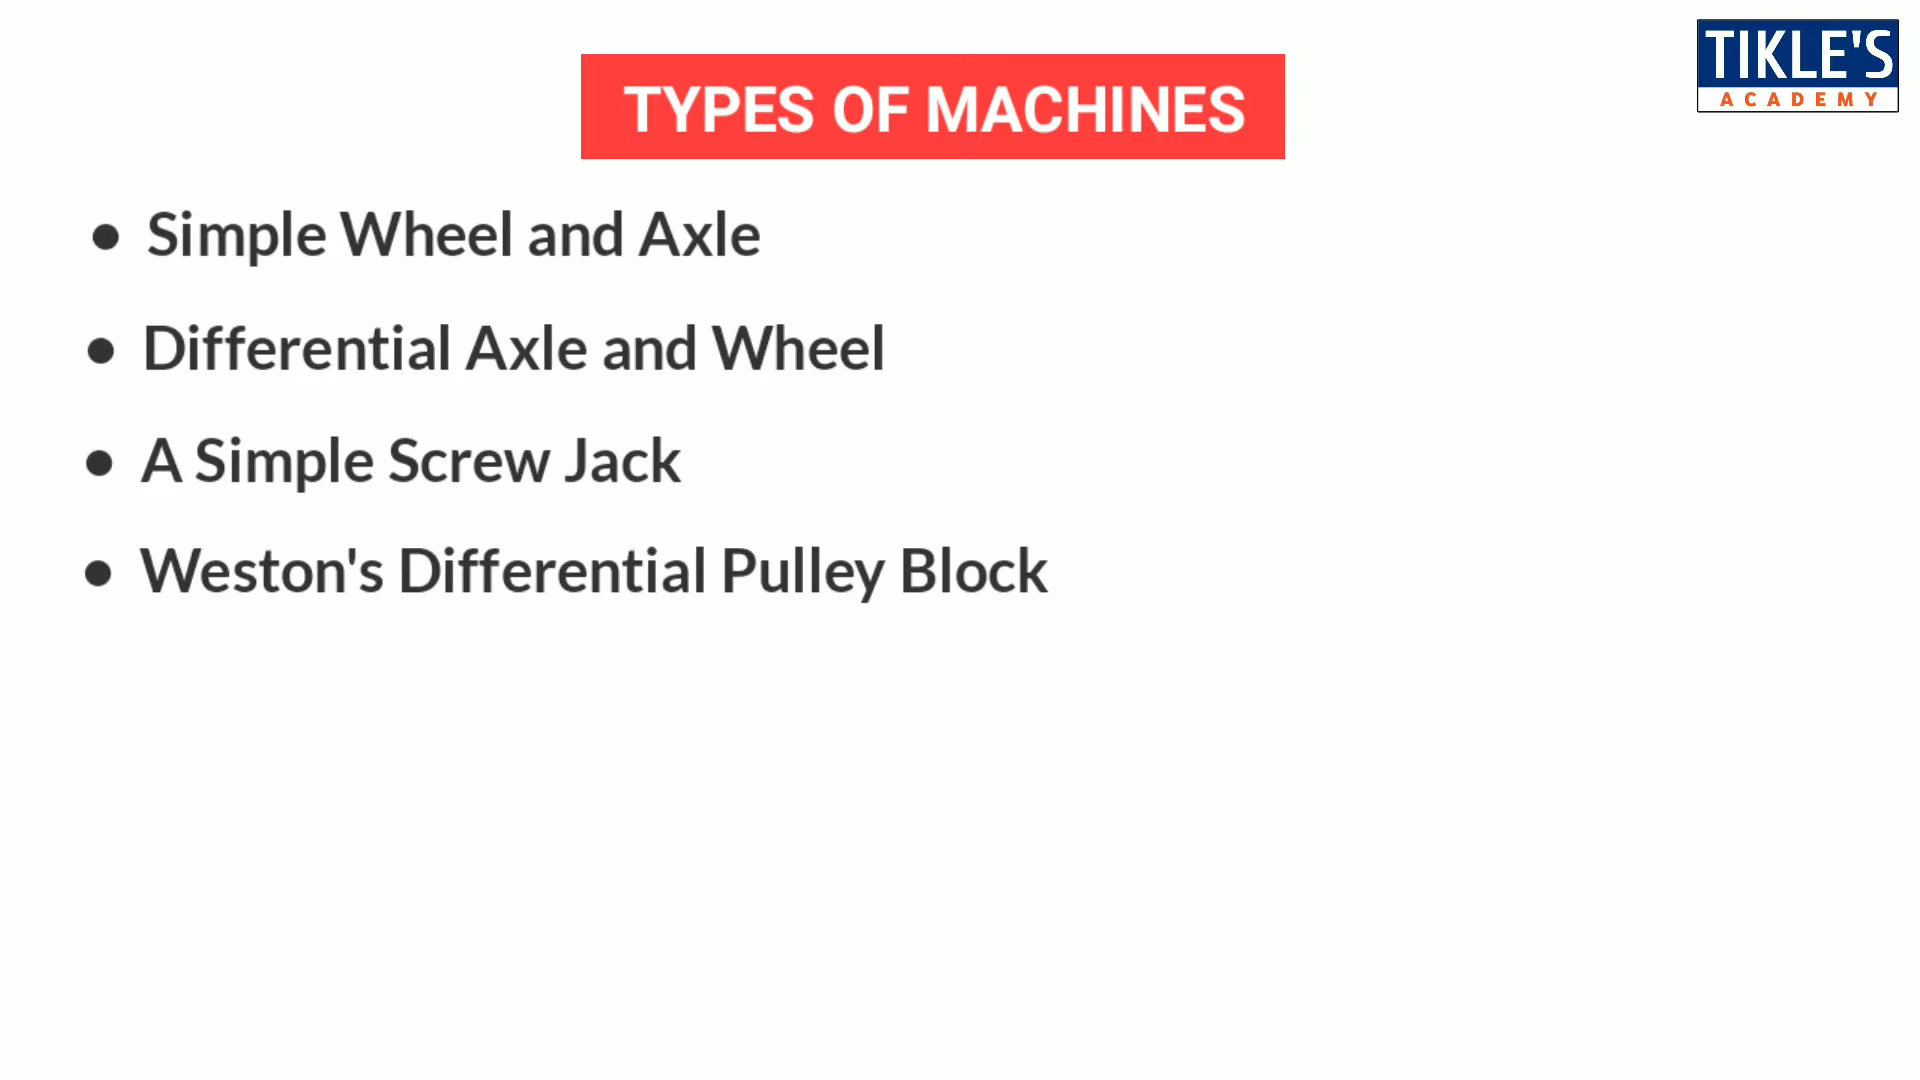 TIKLE'S
ACADEMY
TYPES OF MACHINES
• Simple Wheel and Axle
• Differential Axle and Wheel
• A Simple Screw Jack
• Weston's Differential Pulley Block